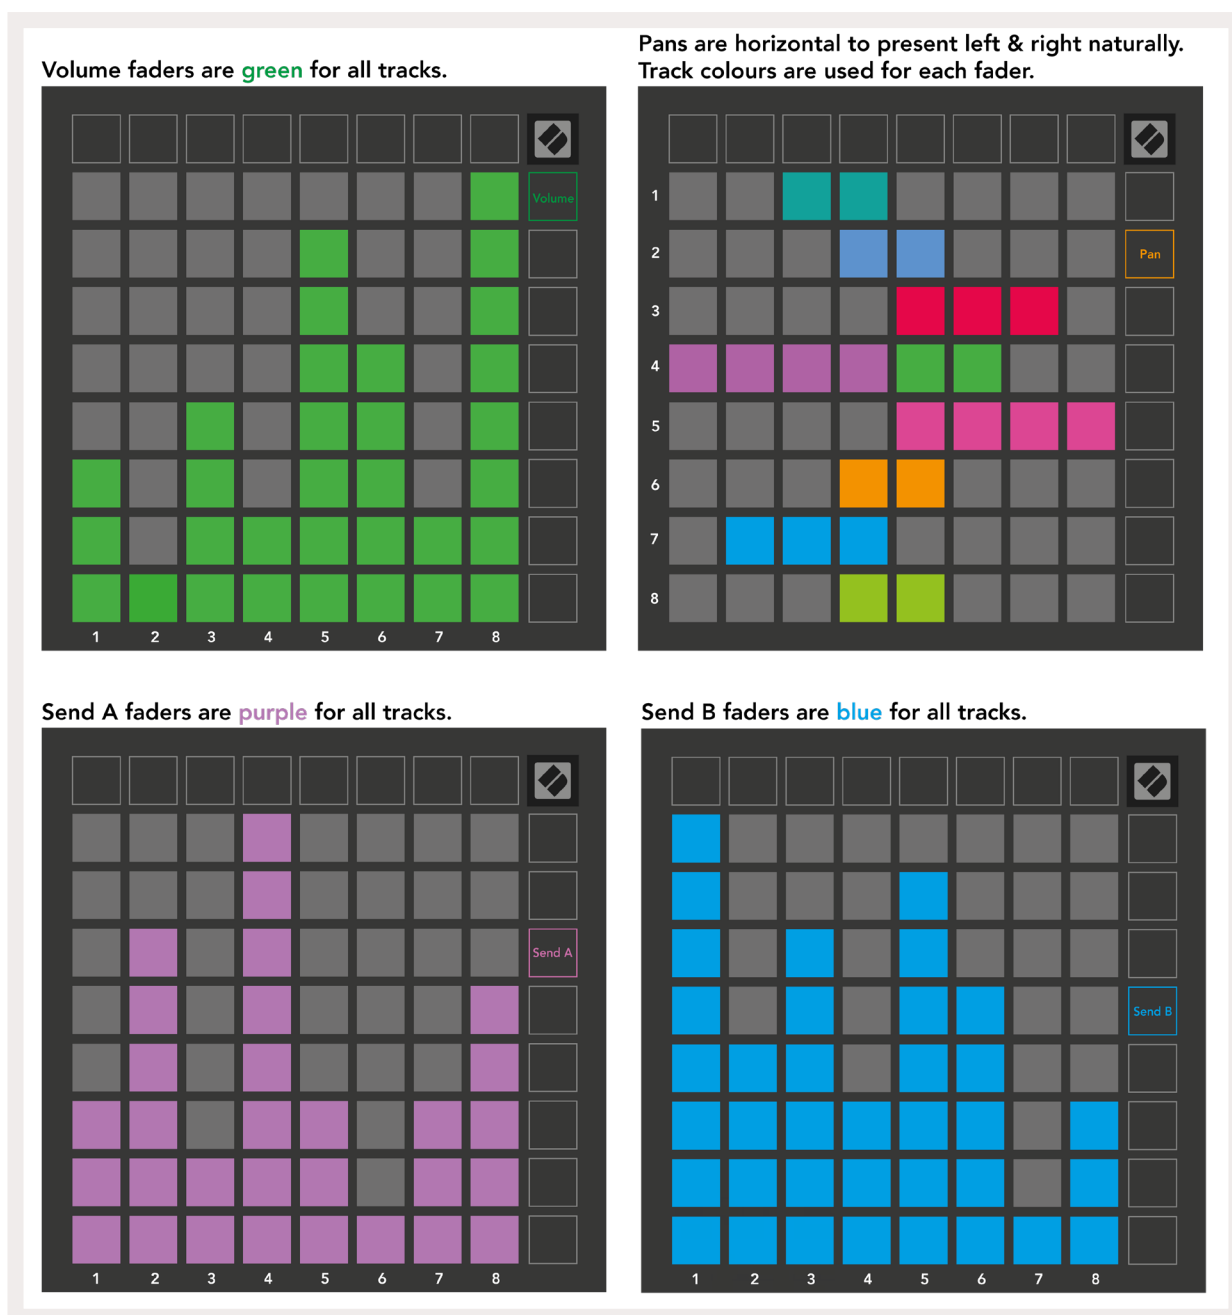 Volume faders are green for all tracks.
Pans are horizontal to present left & right naturally.
Track colours are used for each fader.
Volume
1 2 3 4 5 6 7 8
1
2
Pan
3
4
5
6
7
8
Send A faders are purple for all tracks.
Send A
1 2 3 4 5 6 7 8
Send B faders are blue for all tracks.
Send B
1 2 3 4 5 6 7 8